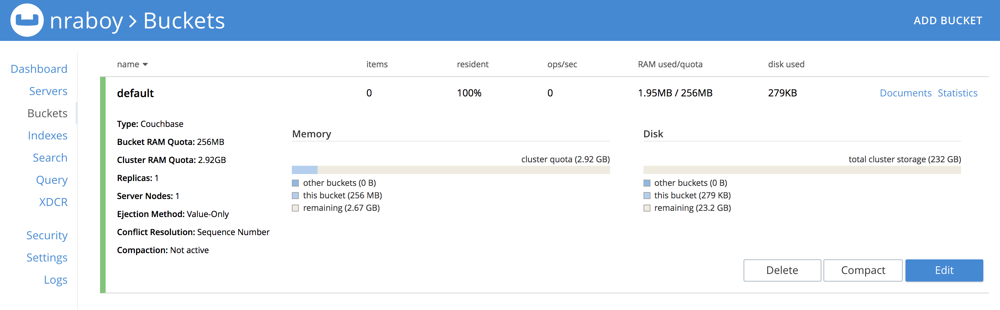 nraboy > Buckets
ADD BUCKET
Dashboard
Servers
Buckets
Indexes
Search
Query
XDCR
Security
Settings
Logs
name items resident ops/sec RAM used/quota disk used
default 0 100% 0 1.95MB / 256MB 279KB Documents Statistics
Type: Couchbase
Bucket RAM Quota: 256MB
Cluster RAM Quota: 2.92GB
Replicas: 1
Server Nodes: 1
Ejection Method: Value-Only
Conflict Resolution: Sequence Number
Compaction: Not active
Memory
cluster quota (2.92 GB)
other buckets (0 B)
this bucket (256 MB)
remaining (2.67 GB)
Disk
total cluster storage (232 GB)
other buckets (0 B)
this bucket (279 KB)
remaining (23.2 GB)
Delete Compact Edit